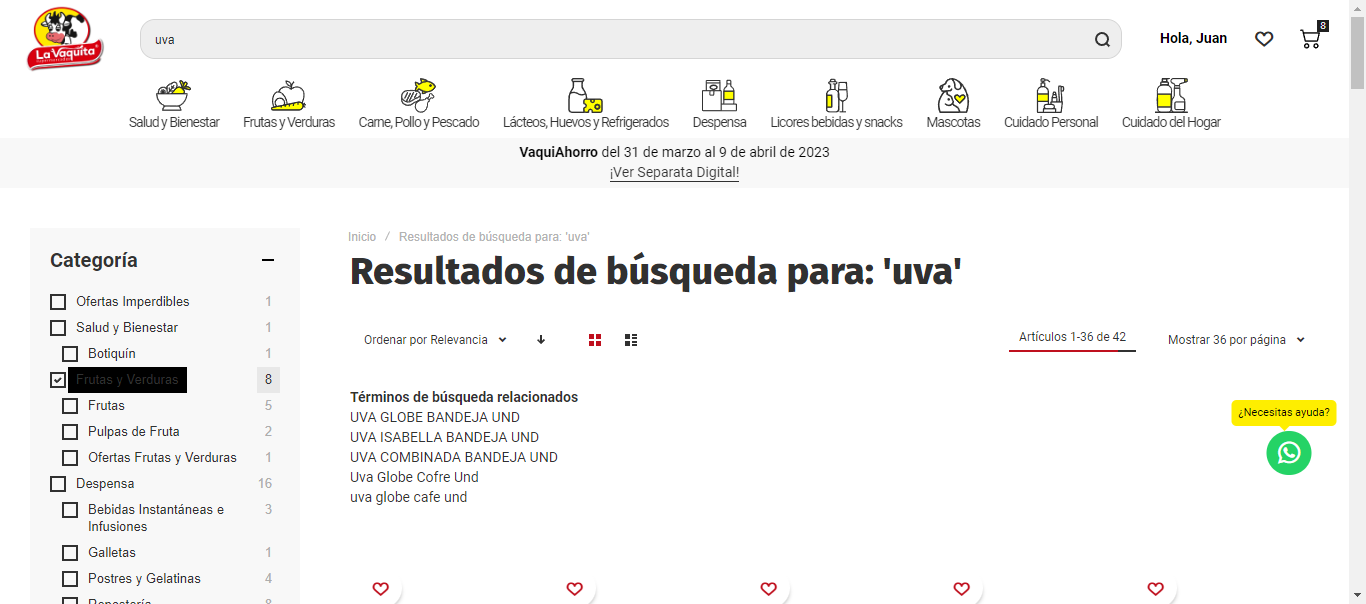 La Vaquita
uva
Hola, Juan
8
Salud y Bienestar
Frutas y Verduras
Carne, Pollo y Pescado
Lácteos, Huevos y Refrigerados
Despensa
Licores bebidas y snacks
Mascotas
Cuidado Personal
Cuidado del Hogar
VaquiAhorro del 31 de marzo al 9 de abril de 2023
¡Ver Separata Digital!
Categoría
Ofertas Imperdibles 1
Salud y Bienestar 1
Botiquín 1
Frutas y Verduras 8
Frutas 5
Pulpas de Fruta 2
Ofertas Frutas y Verduras 1
Despensa 16
Bebidas Instantáneas e 3
Infusiones
Galletas 1
Postres y Gelatinas 4
Repostería 8
Inicio / Resultados de búsqueda para: 'uva'
Resultados de búsqueda para: 'uva'
Ordenar por Relevancia
Artículos 1-36 de 42
Mostrar 36 por página
Términos de búsqueda relacionados
UVA GLOBE BANDEJA UND
UVA ISABELLA BANDEJA UND
UVA COMBINADA BANDEJA UND
Uva Globe Cofre Und
uva globe cafe und
¿Necesitas ayuda?